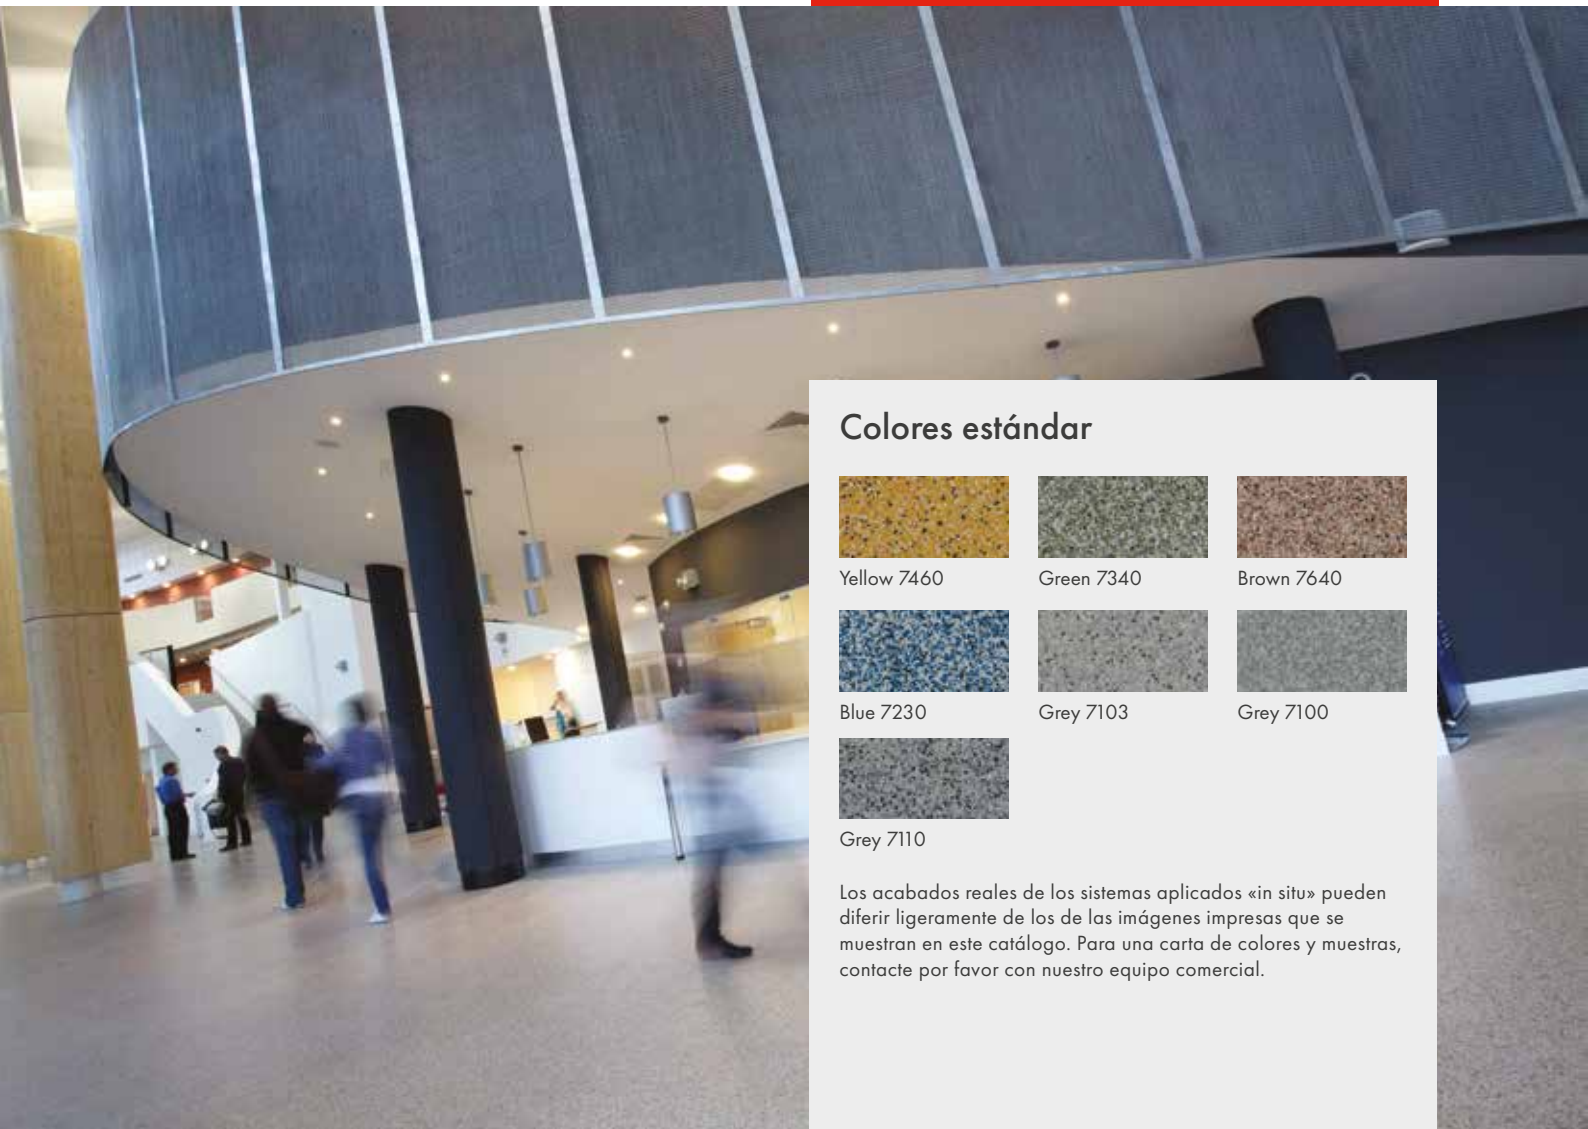 Colores estándar
Yellow 7460
Green 7340
Brown 7640
Blue 7230
Grey 7103
Grey 7100
Grey 7110
Los acabados reales de los sistemas aplicados «in situ» pueden
diferir ligeramente de los de las imágenes impresas que se
muestran en este catálogo. Para una carta de colores y muestras,
contacte por favor con nuestro equipo comercial.